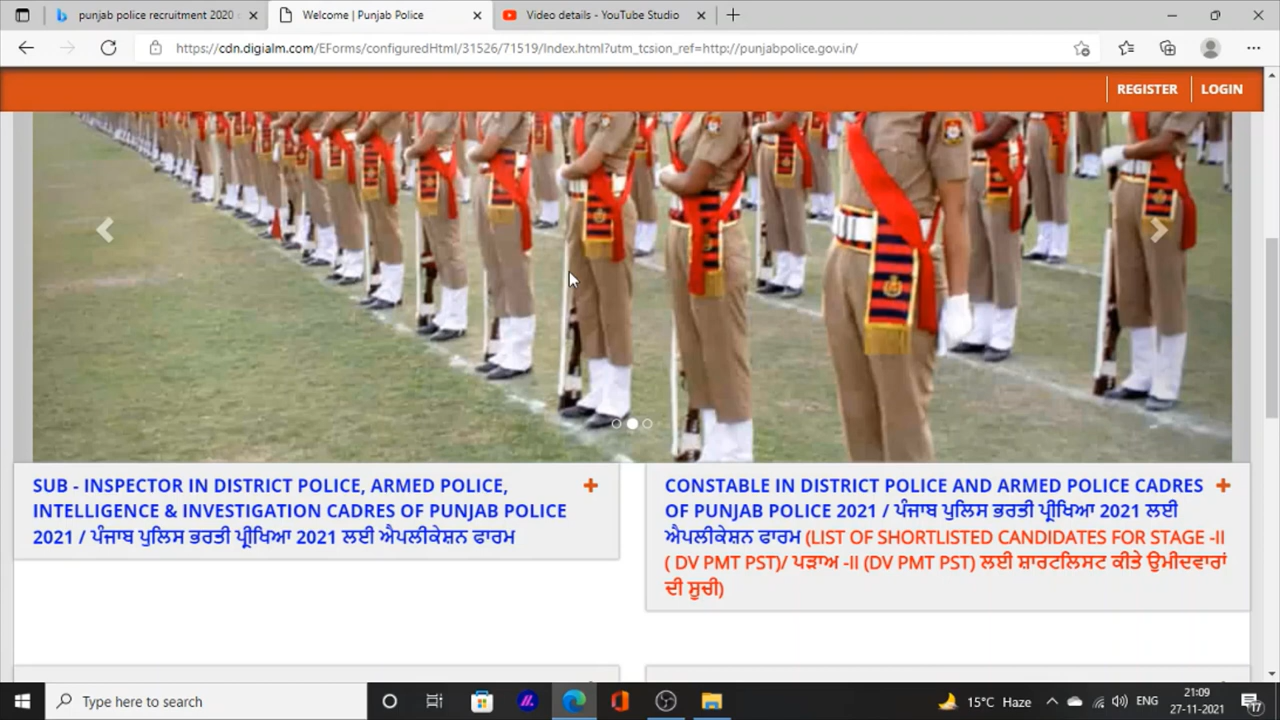 punjab police recruitment 2020
Welcome | Punjab Police
Video details - YouTube Studio
https://cdn.digialm.com/EForms/configuredHtml/31526/71519/Index.html?utm_tcsion_ref=http://punjabpolice.gov.in/
REGISTER
LOGIN
SUB - INSPECTOR IN DISTRICT POLICE, ARMED POLICE,
INTELLIGENCE & INVESTIGATION CADRES OF PUNJAB POLICE
2021 / ਪੰਜਾਬ ਪੁਲਿਸ ਭਰਤੀ ਪ੍ਰੀਖਿਆ 2021 ਲਈ ਐਪਲੀਕੇਸ਼ਨ ਫਾਰਮ
CONSTABLE IN DISTRICT POLICE AND ARMED POLICE CADRES
OF PUNJAB POLICE 2021 / ਪੰਜਾਬ ਪੁਲਿਸ ਭਰਤੀ ਪ੍ਰੀਖਿਆ 2021 ਲਈ
ਐਪਲੀਕੇਸ਼ਨ ਫਾਰਮ (LIST OF SHORTLISTED CANDIDATES FOR STAGE -II
( DV PMT PST)/ ਪੜਾਅ -II (DV PMT PST) ਲਈ ਸ਼ਾਰਟਲਿਸਟ ਕੀਤੇ ਉਮੀਦਵਾਰਾਂ
ਦੀ ਸੂਚੀ)
Type here to search
15°C Haze
ENG
21:09
27-11-2021
17